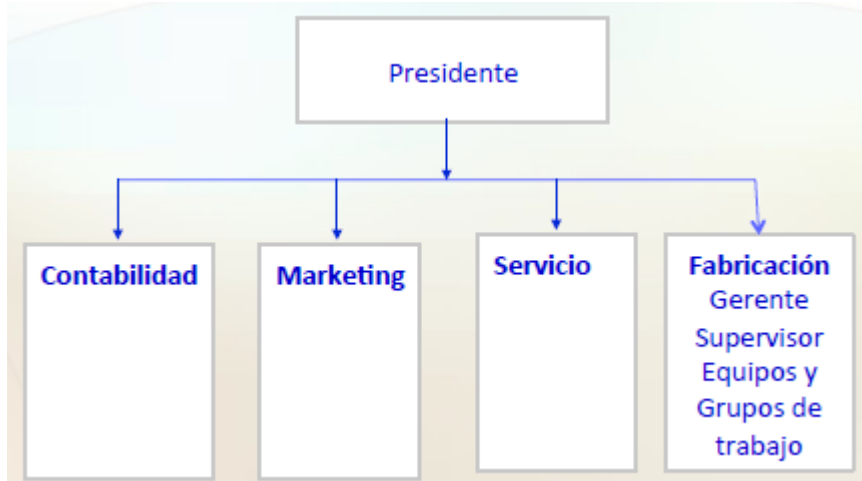 Presidente
Contabilidad
Marketing
Servicio
Fabricación
Gerente
Supervisor
Equipos y
Grupos de
trabajo